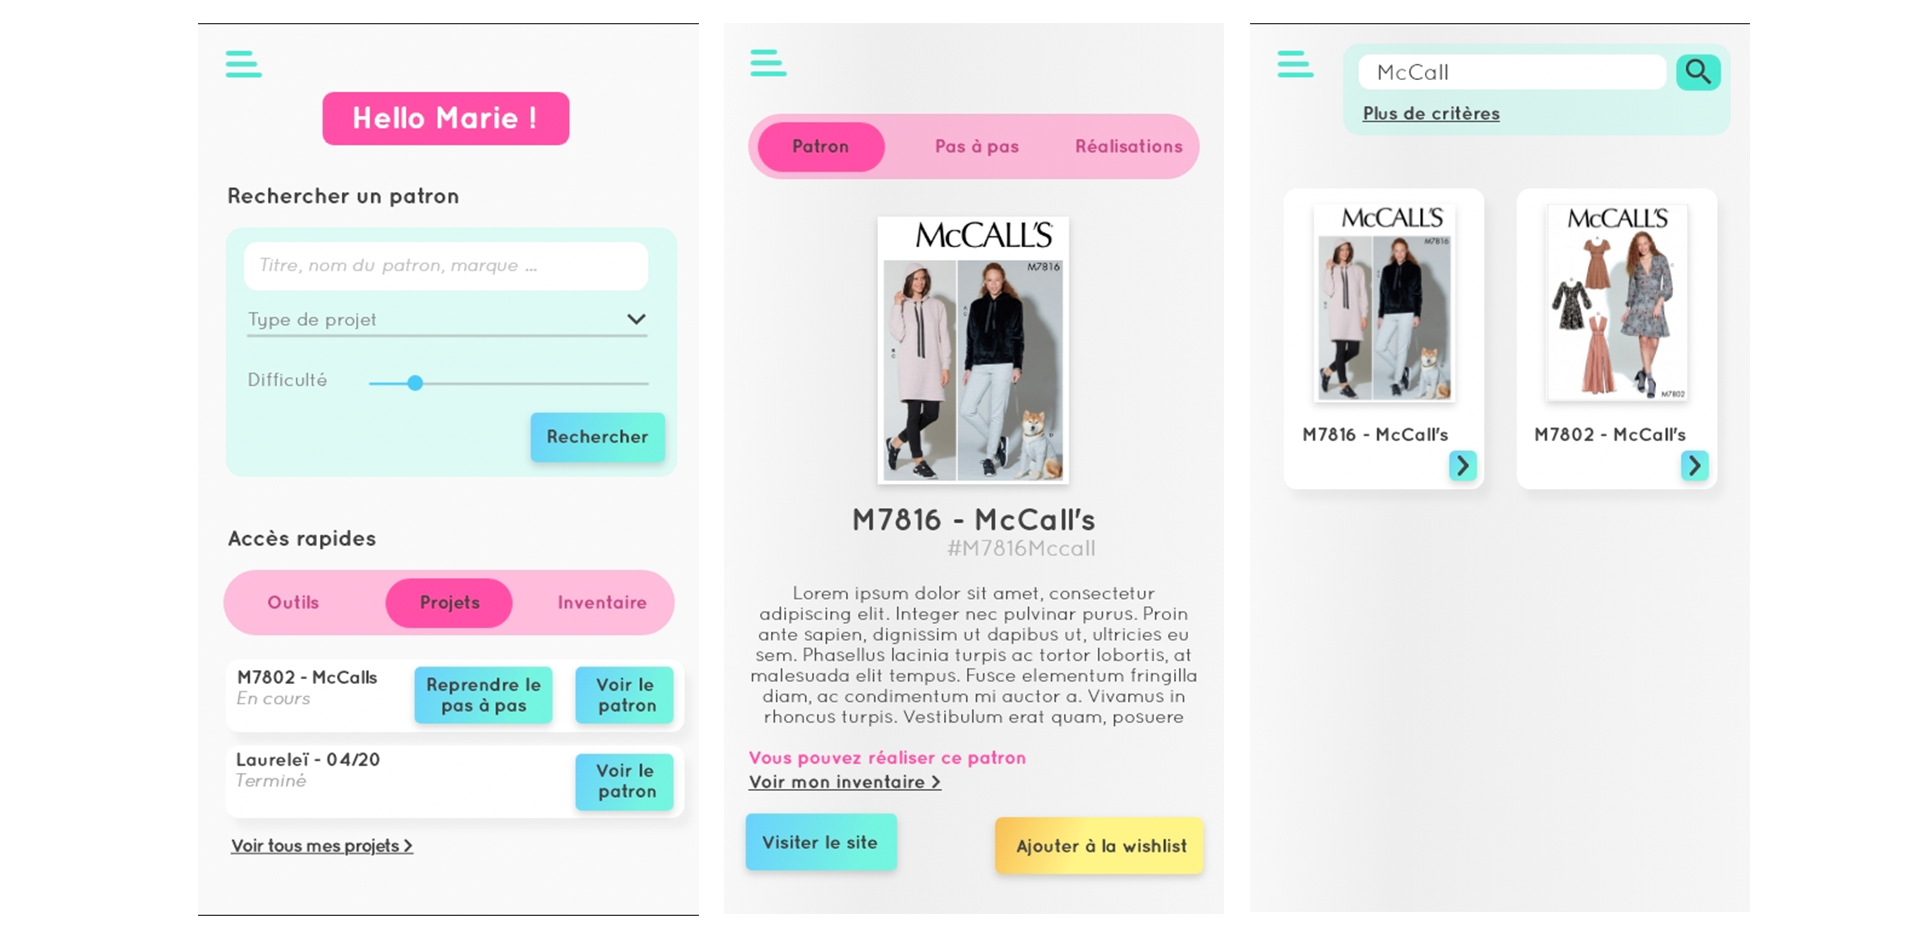 Hello Marie !
Rechercher un patron
Titre, nom du patron, marque ...
Type de projet
Difficulté
Rechercher
Accès rapides
Outils
Projets
Inventaire
M7802 - McCalls
En cours
Reprendre le
pas à pas
Voir le
patron
Laureleï - 04/20
Terminé
Voir le
patron
Voir tous mes projets >
Patron
Pas à pas
Réalisations
McCALL'S
M7816
M7816 - McCall's
#M7816Mccall
Lorem ipsum dolor sit amet, consectetur
adipiscing elit. Integer nec pulvinar purus. Proin
ante sapien, dignissim ut dapibus ut, ultricies eu
sem. Phasellus lacinia turpis ac tortor lobortis, at
malesuada elit tempus. Fusce elementum fringilla
diam, ac condimentum mi auctor a. Vivamus in
rhoncus turpis. Vestibulum erat quam, posuere
Vous pouvez réaliser ce patron
Voir mon inventaire >
Visiter le site
Ajouter à la wishlist
McCall
Plus de critères
McCALL'S
M7816
M7816 - McCall's
McCALL'S
M7802
M7802 - McCall's